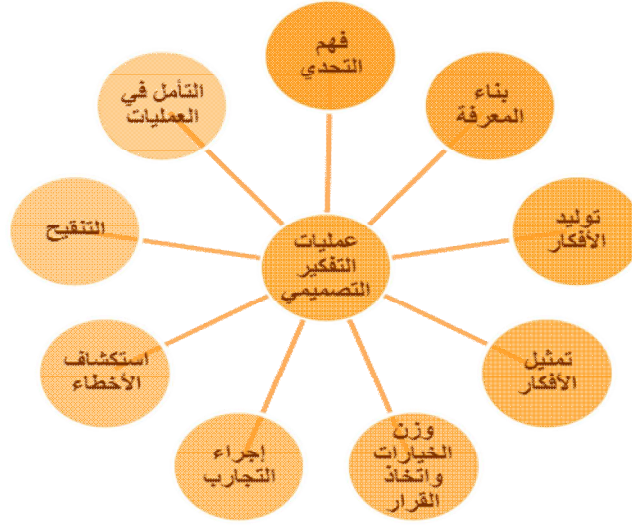 فهم
التحدي
بناء
المعرفة
توليد
الأفكار
تمثيل
الأفكار
وزن
الخيارات
واتخاذ
القرار
إجراء
التجارب
استكشاف
الأخطاء
التنقيح
التأمل في
العمليات
عمليات
التفكير
التصميمي